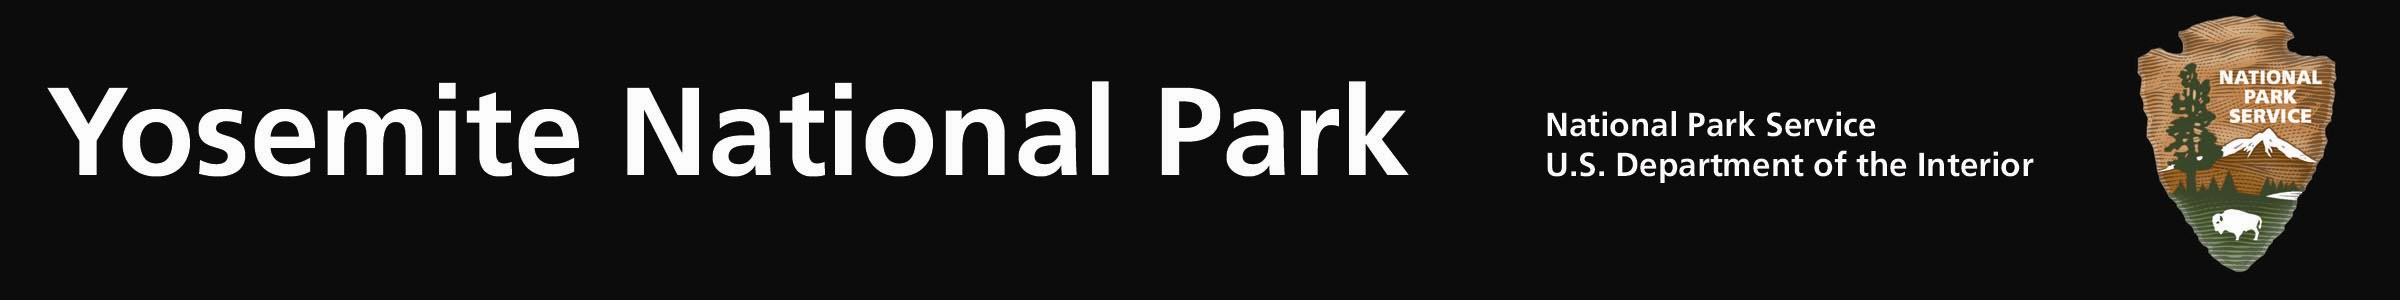 Yosemite National Park
National Park Service
U.S. Department of the Interior
NATIONAL
PARK
SERVICE